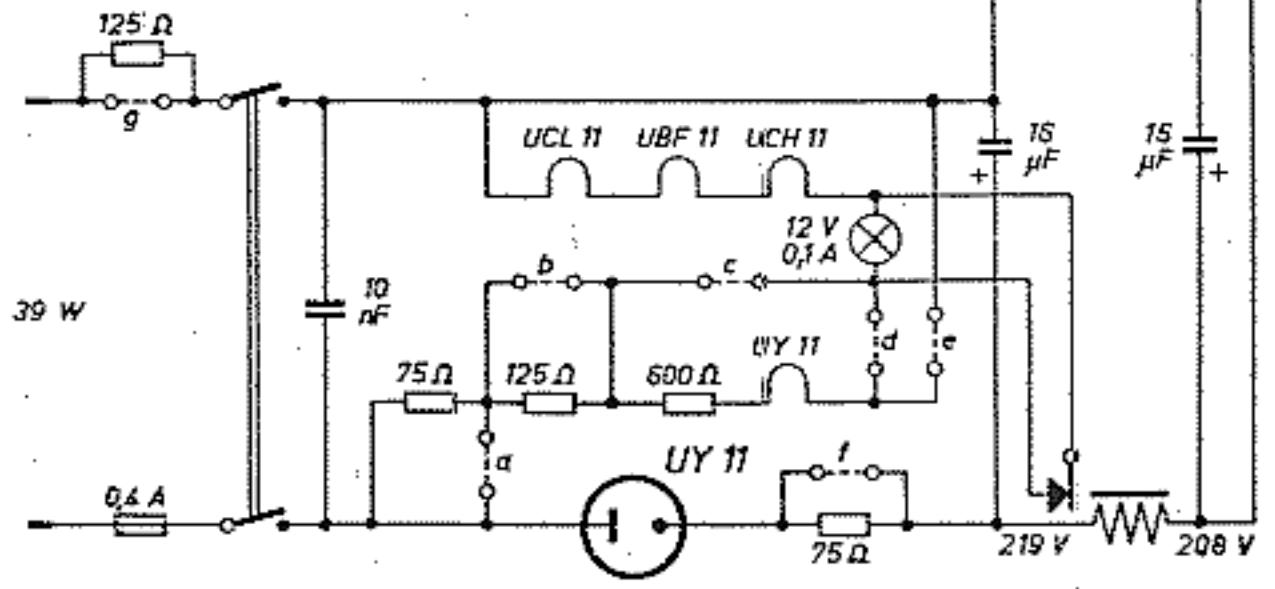 125 Ω
g
UCL 11 UBF 11 UCH 11
16 µF
15 µF
+
+
12 V
0,1 A
b
c
39 W
10 nF
d
e
UY 11
75 Ω 125 Ω 600 Ω
a
UY 11
f
0,4 A
75 Ω
219 V
208 V